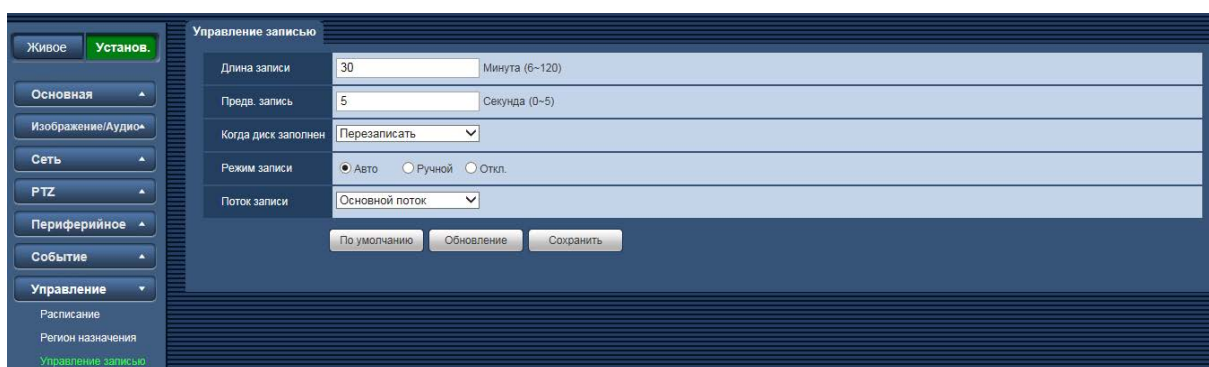 Живое
Установ.
Основная
Изображение/Аудио
Сеть
PTZ
Периферийное
Событие
Управление
Расписание
Регион назначения
Управление записью
Управление записью
Длина записи 30 Минута (6~120)
Предв. запись 5 Секунда (0~5)
Когда диск заполнен Перезаписать
Режим записи Авто Ручной Откл.
Поток записи Основной поток
По умолчанию Обновление Сохранить